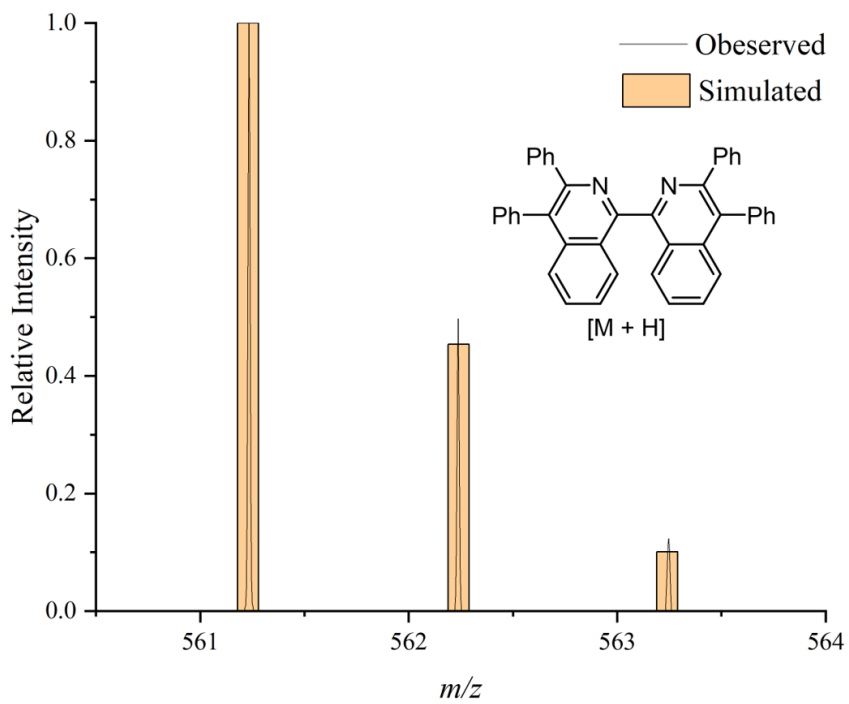 1.0
0.8
0.6
0.4
0.2
0.0
Relative Intensity
Obeserved
Simulated
Ph
Ph
N
N
Ph
Ph
[M + H]
561
562
563
564
m/z